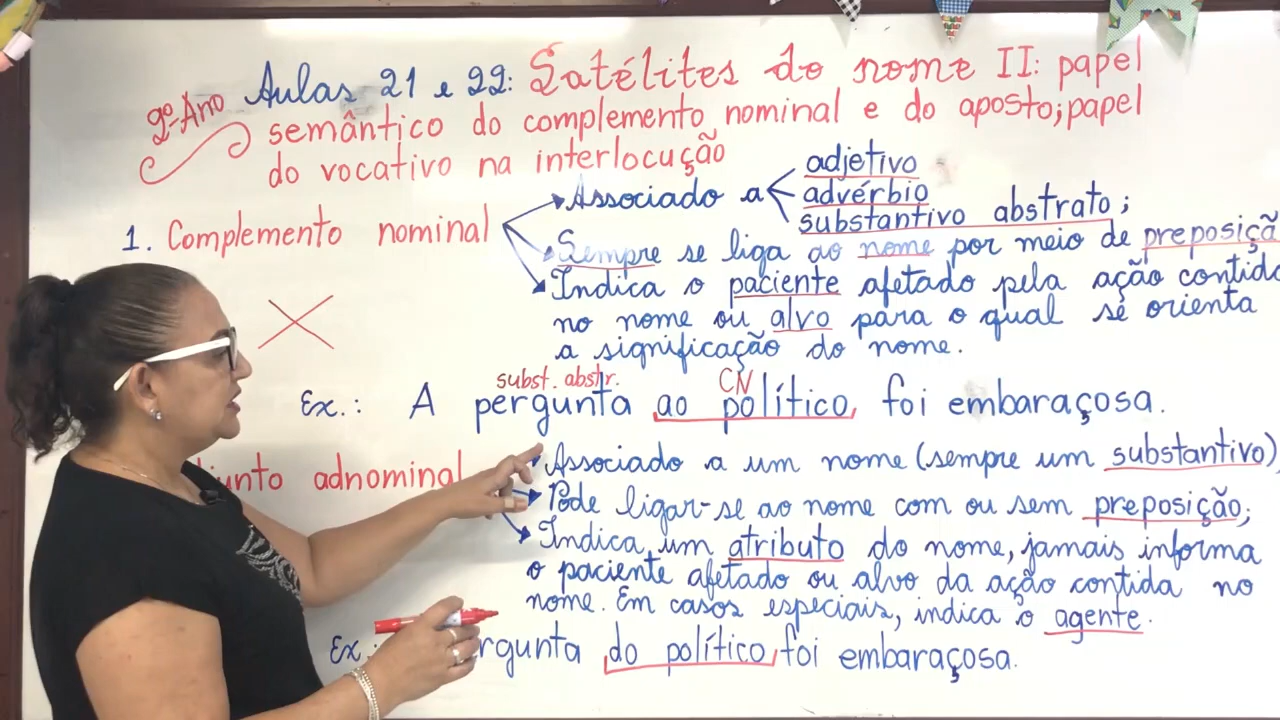 9º Ano Aulas 21 e 22: Satélites do nome II: papel
semântico do complemento nominal e do aposto; papel
do vocativo na interlocução
1. Complemento nominal
Associado a
adjetivo
advérbio
substantivo abstrato;
Sempre se liga ao nome por meio de preposiçã
Indica o paciente afetado pela ação contida
no nome ou alvo para o qual se orienta
a significação do nome.
subst. abstr. CN
Ex.: A pergunta ao político foi embaraçosa.
junto adnominal
Associado a um nome (sempre um substantivo)
Pode ligar-se ao nome com ou sem preposição;
Indica um atributo do nome, jamais informa
o paciente afetado ou alvo da ação contida no
nome. Em casos especiais, indica o agente.
Ex.: rgunta do político foi embaraçosa.